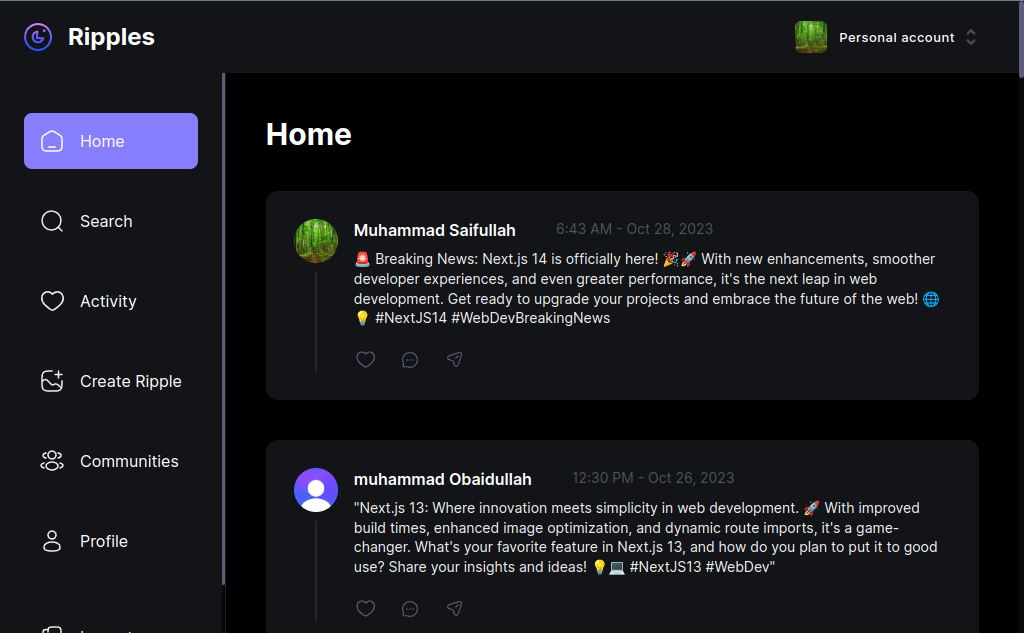 Ripples
Personal account
Home
Search
Activity
Create Ripple
Communities
Profile
Home
Muhammad Saifullah 6:43 AM - Oct 28, 2023
🚨 Breaking News: Next.js 14 is officially here! 🎉🚀 With new enhancements, smoother
developer experiences, and even greater performance, it's the next leap in web
development. Get ready to upgrade your projects and embrace the future of the web! 🌐
💡 #NextJS14 #WebDevBreakingNews
muhammad Obaidullah 12:30 PM - Oct 26, 2023
"Next.js 13: Where innovation meets simplicity in web development. 🚀 With improved
build times, enhanced image optimization, and dynamic route imports, it's a game-
changer. What's your favorite feature in Next.js 13, and how do you plan to put it to good
use? Share your insights and ideas! 💡💻 #NextJS13 #WebDev"